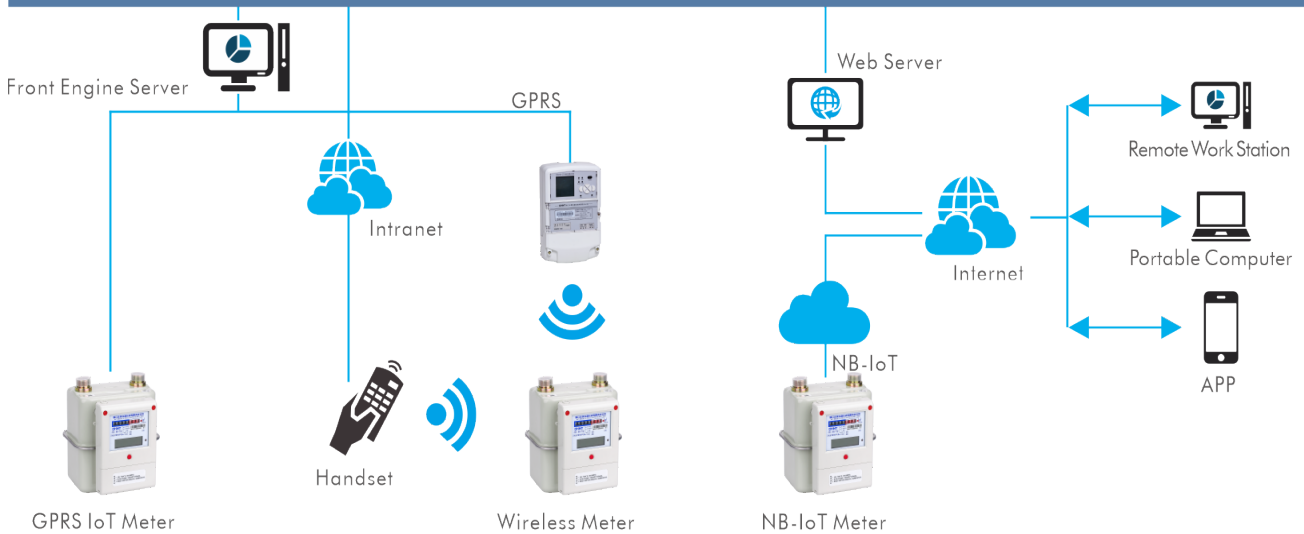 Front Engine Server
GPRS
Web Server
Remote Work Station
Intranet
Internet
Portable Computer
NB-IoT
APP
Handset
GPRS IoT Meter
Wireless Meter
NB-IoT Meter